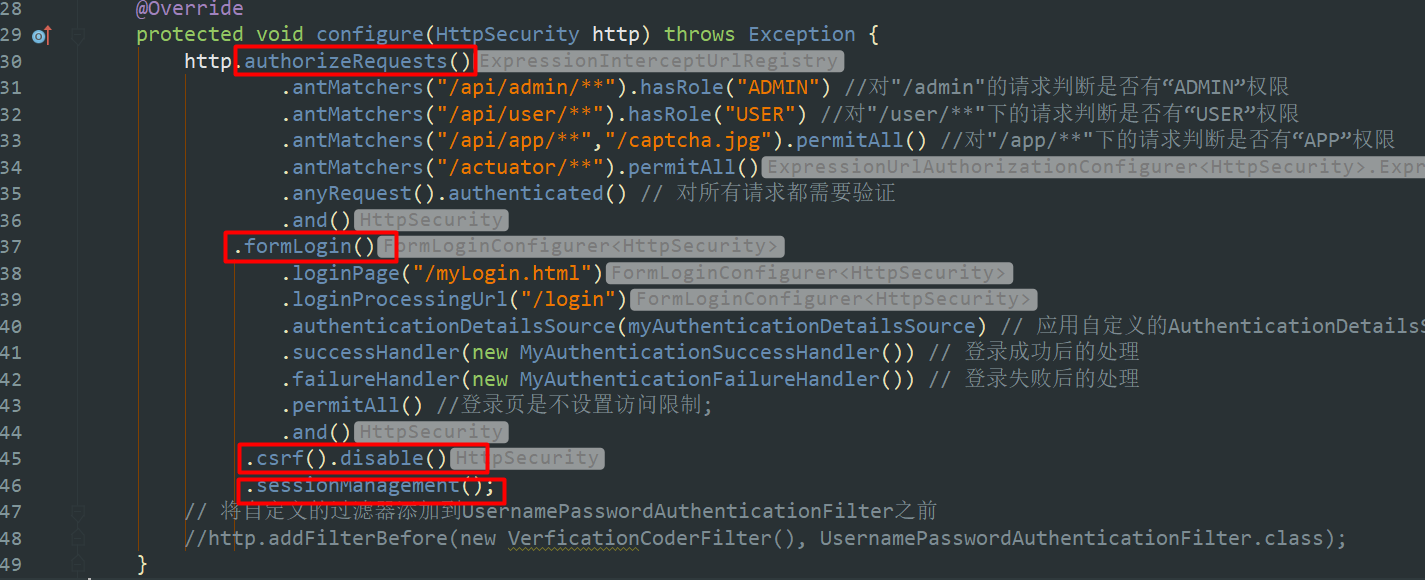 28 @Override
29 protected void configure(HttpSecurity http) throws Exception {
30 http.authorizeRequests() ExpressionInterceptUrlRegistry
31 .antMatchers("/api/admin/**").hasRole("ADMIN") //对"/admin"的请求判断是否有“ADMIN”权限
32 .antMatchers("/api/user/**").hasRole("USER") //对"/user/**"下的请求判断是否有“USER”权限
33 .antMatchers("/api/app/**","/captcha.jpg").permitAll() //对"/app/**"下的请求判断是否有“APP”权限
34 .antMatchers("/actuator/**").permitAll() ExpressionUrlAuthorizationConfigurer<HttpSecurity>.Expr
35 .anyRequest().authenticated() // 对所有请求都需要验证
36 .and() HttpSecurity
37 .formLogin() FormLoginConfigurer<HttpSecurity>
38 .loginPage("/myLogin.html") FormLoginConfigurer<HttpSecurity>
39 .loginProcessingUrl("/login") FormLoginConfigurer<HttpSecurity>
40 .authenticationDetailsSource(myAuthenticationDetailsSource) // 应用自定义的AuthenticationDetailsS
41 .successHandler(new MyAuthenticationSuccessHandler()) // 登录成功后的处理
42 .failureHandler(new MyAuthenticationFailureHandler()) // 登录失败后的处理
43 .permitAll() //登录页是不设置访问限制;
44 .and() HttpSecurity
45 .csrf().disable() HttpSecurity
46 .sessionManagement();
47 // 将自定义的过滤器添加到UsernamePasswordAuthenticationFilter之前
48 //http.addFilterBefore(new VerficationCoderFilter(), UsernamePasswordAuthenticationFilter.class);
49 }